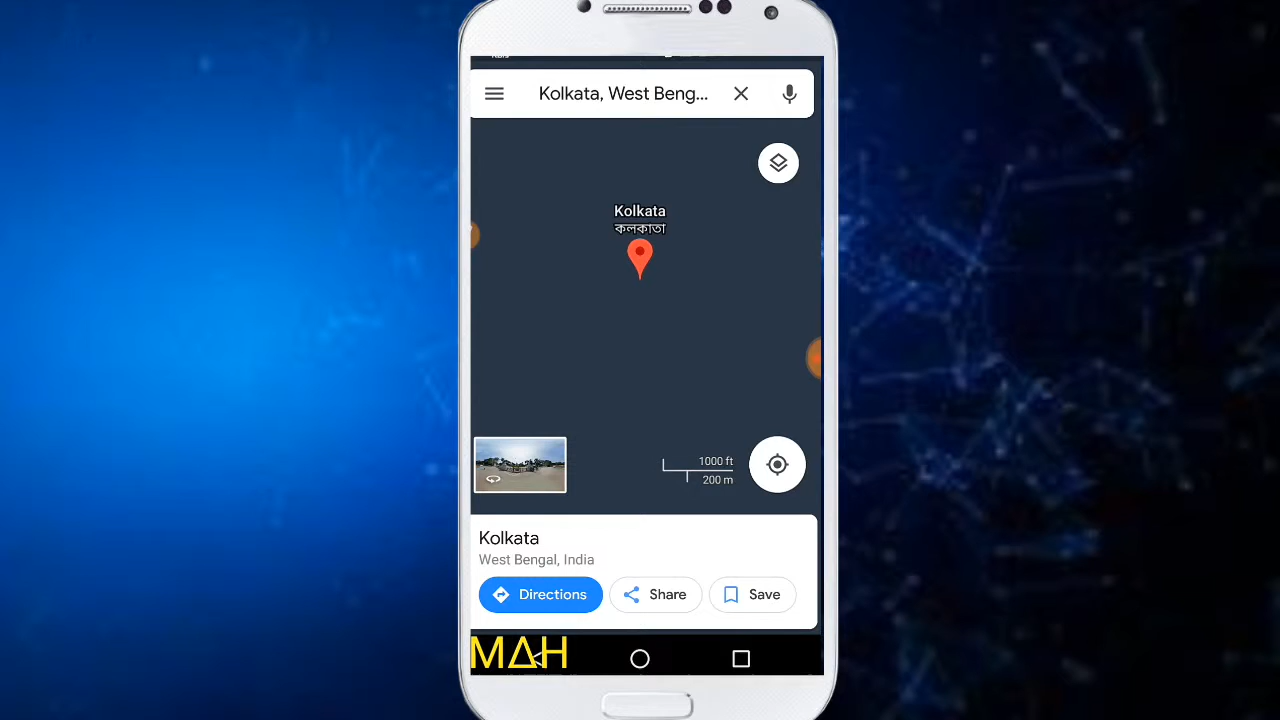 Kolkata, West Beng...
Kolkata
কলকাতা
1000 ft
200 m
Kolkata
West Bengal, India
Directions
Share
Save
MΔH